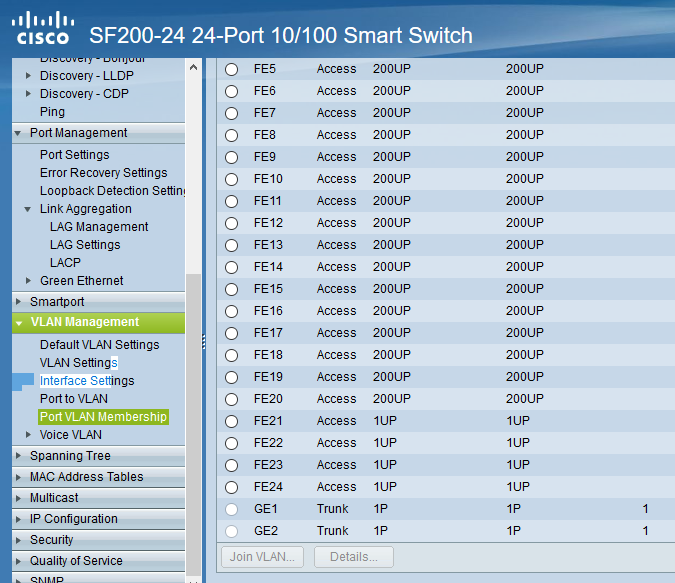 CISCO
SF200-24 24-Port 10/100 Smart Switch
Discovery - Bonjour
Discovery - LLDP
Discovery - CDP
Ping
Port Management
Port Settings
Error Recovery Settings
Loopback Detection Setting
Link Aggregation
LAG Management
LAG Settings
LACP
Green Ethernet
Smartport
VLAN Management
Default VLAN Settings
VLAN Settings
Interface Settings
Port to VLAN
Port VLAN Membership
Voice VLAN
Spanning Tree
MAC Address Tables
Multicast
IP Configuration
Security
Quality of Service
SNMP
FE5 Access 200UP 200UP
FE6 Access 200UP 200UP
FE7 Access 200UP 200UP
FE8 Access 200UP 200UP
FE9 Access 200UP 200UP
FE10 Access 200UP 200UP
FE11 Access 200UP 200UP
FE12 Access 200UP 200UP
FE13 Access 200UP 200UP
FE14 Access 200UP 200UP
FE15 Access 200UP 200UP
FE16 Access 200UP 200UP
FE17 Access 200UP 200UP
FE18 Access 200UP 200UP
FE19 Access 200UP 200UP
FE20 Access 200UP 200UP
FE21 Access 1UP 1UP
FE22 Access 1UP 1UP
FE23 Access 1UP 1UP
FE24 Access 1UP 1UP
GE1 Trunk 1P 1P 1
GE2 Trunk 1P 1P 1
Join VLAN... Details...